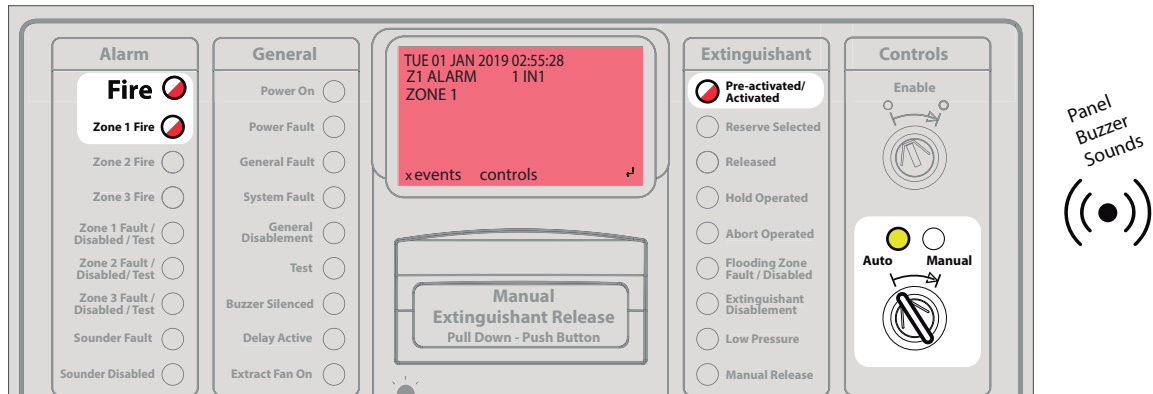 Alarm
Fire
Zone 1 Fire
Zone 2 Fire
Zone 3 Fire
Zone 1 Fault /
Disabled / Test
Zone 2 Fault /
Disabled/ Test
Zone 3 Fault /
Disabled / Test
Sounder Fault
Sounder Disabled
General
Power On
Power Fault
General Fault
System Fault
General
Disablement
Test
Buzzer Silenced
Delay Active
Extract Fan On
TUE 01 JAN 2019 02:55:28
Z1 ALARM 1 IN1
ZONE 1
x events controls ↵
Manual
Extinguishant Release
Pull Down - Push Button
Extinguishant
Pre-activated/
Activated
Reserve Selected
Released
Hold Operated
Abort Operated
Flooding Zone
Fault / Disabled
Extinguishant
Disablement
Low Pressure
Manual Release
Controls
Enable
Auto Manual
Panel
Buzzer
Sounds